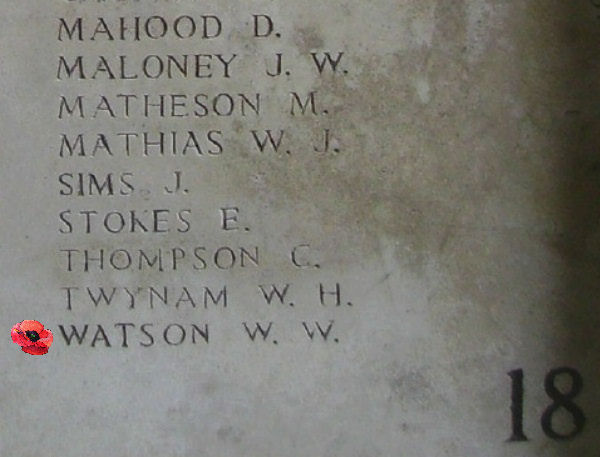 MAHOOD D.
MALONEY J. W.
MATHESON M.
MATHIAS W. J.
SIMS J.
STOKES E.
THOMPSON C.
TWYNAM W. H.
WATSON W. W.
18